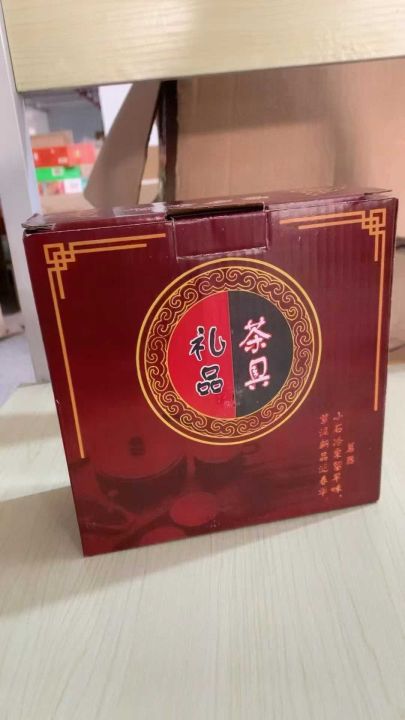 茶具
礼品
小石冷泉留早味、
紫泥新品泛春华